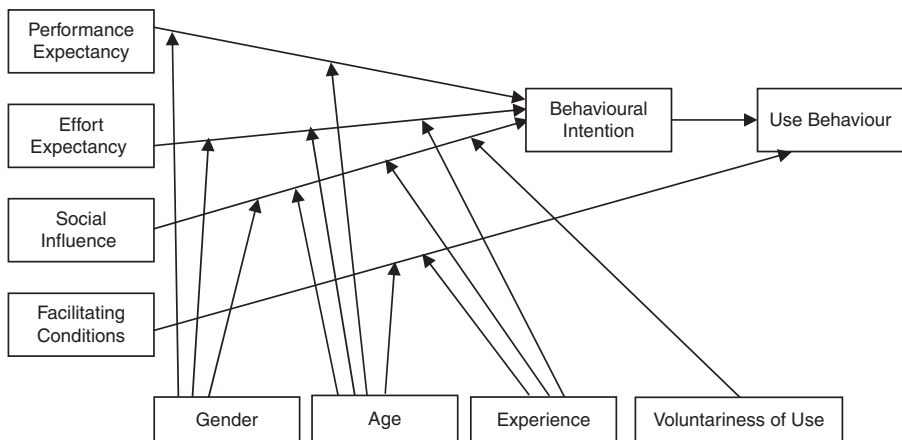 Performance
Expectancy
Effort
Expectancy
Social
Influence
Facilitating
Conditions
Behavioural
Intention
Use Behaviour
Gender
Age
Experience
Voluntariness of Use